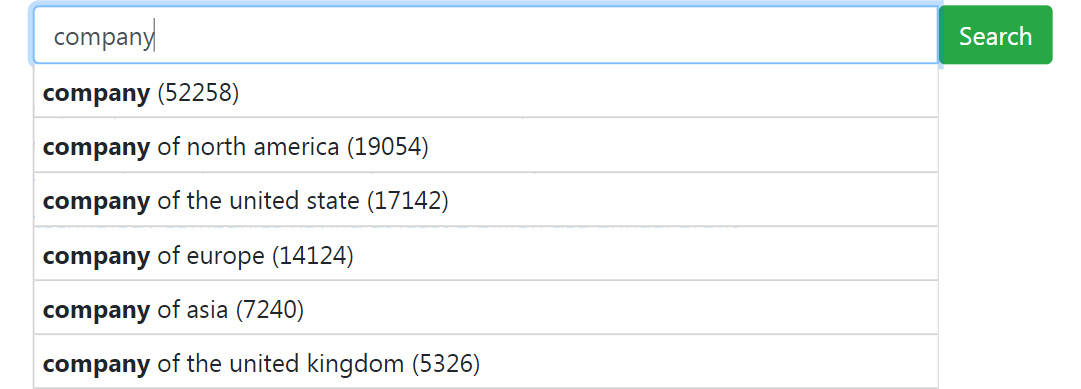 company
Search
company (52258)
company of north america (19054)
company of the united state (17142)
company of europe (14124)
company of asia (7240)
company of the united kingdom (5326)